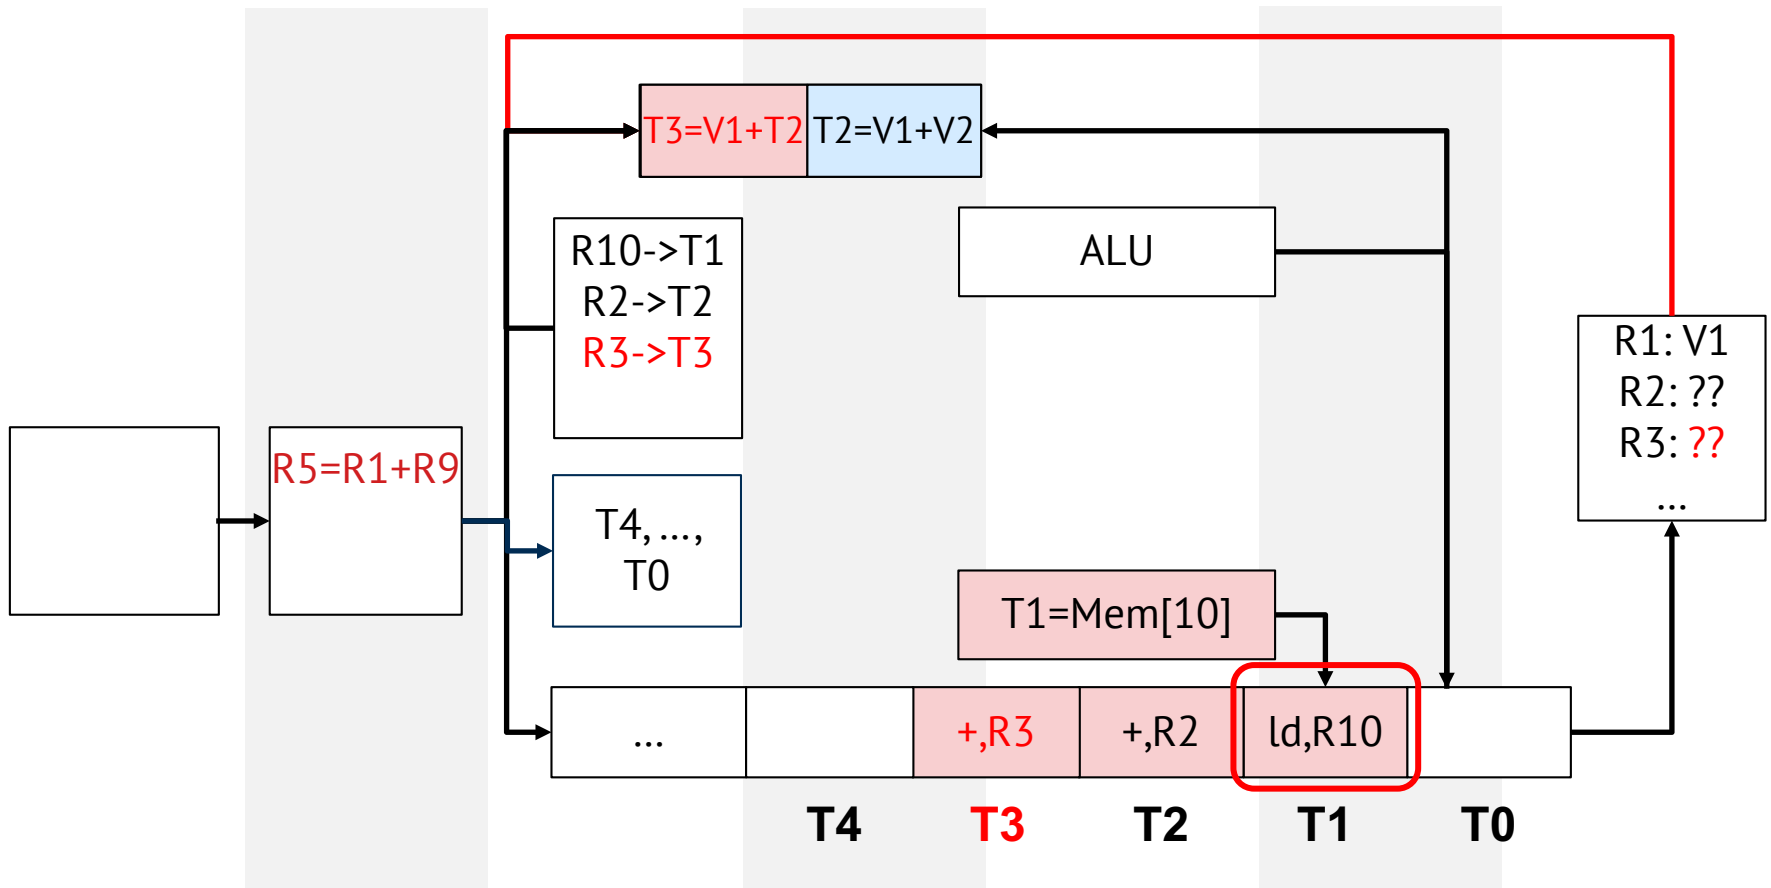 T3=V1+T2 T2=V1+V2
R10->T1
R2->T2
R3->T3
ALU
R1: V1
R2: ??
R3: ??
...
R5=R1+R9
T4, ...,
T0
T1=Mem[10]
... +,R3 +,R2 ld,R10
T4 T3 T2 T1 T0